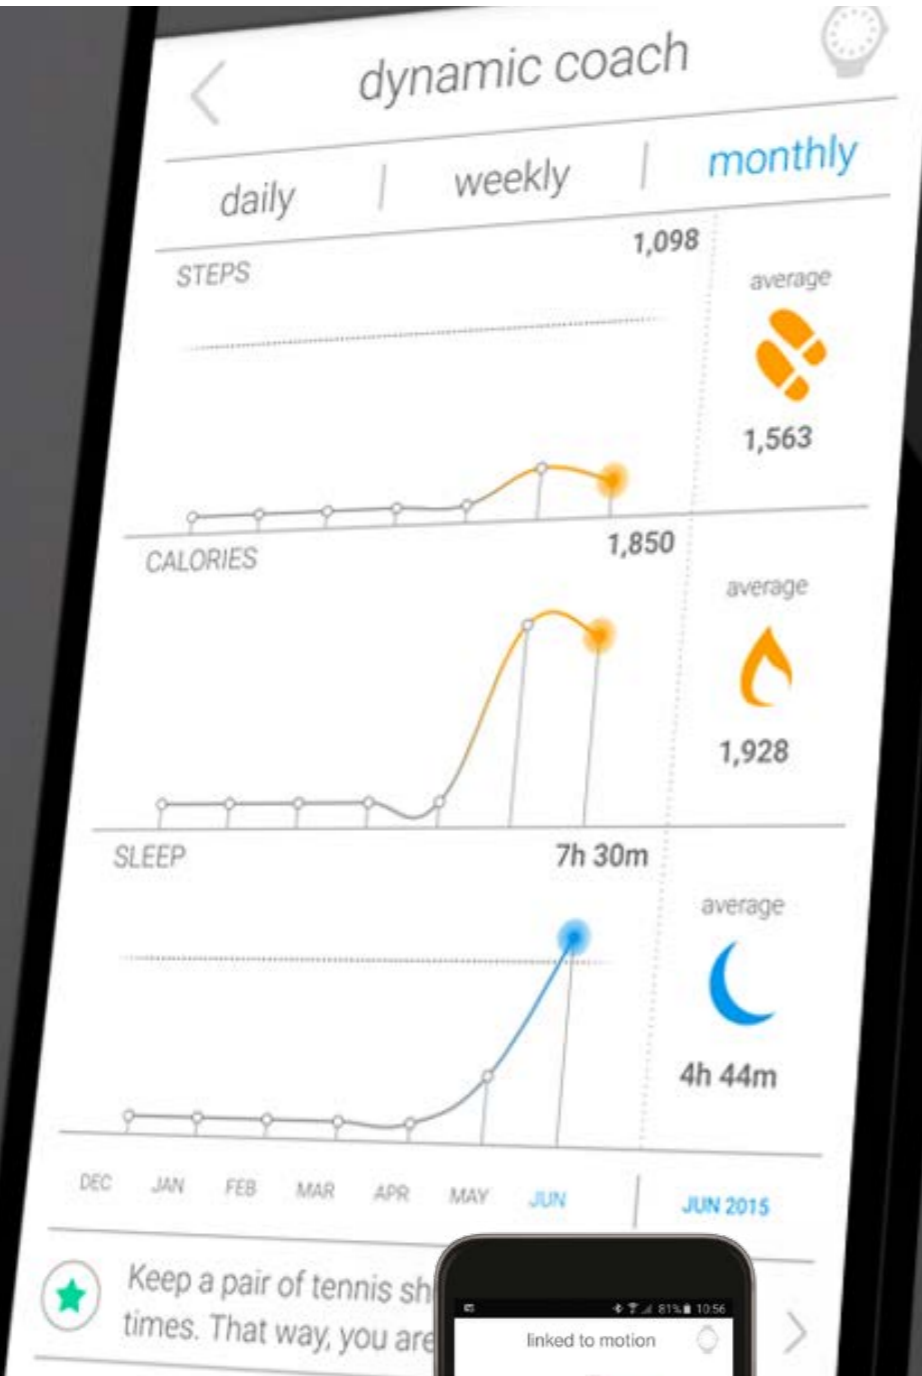 dynamic coach
daily | weekly | monthly
STEPS
1,098
average
1,563
CALORIES
1,850
average
1,928
SLEEP
7h 30m
average
4h 44m
DEC JAN FEB MAR APR MAY JUN | JUN 2015
Keep a pair of tennis sh
times. That way, you are
81% 10:56
linked to motion